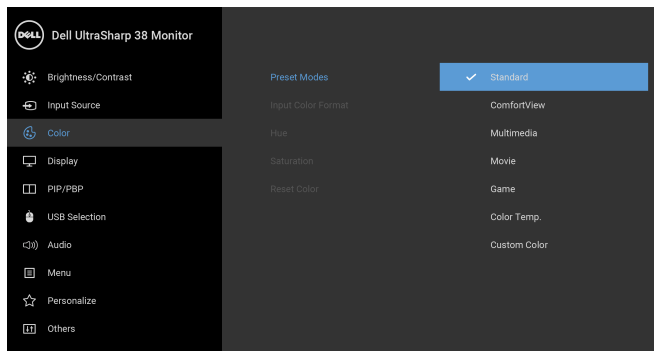 DELL Dell UltraSharp 38 Monitor
Brightness/Contrast
Input Source
Color
Display
PIP/PBP
USB Selection
Audio
Menu
Personalize
Others
Preset Modes
Input Color Format
Hue
Saturation
Reset Color
Standard
ComfortView
Multimedia
Movie
Game
Color Temp.
Custom Color